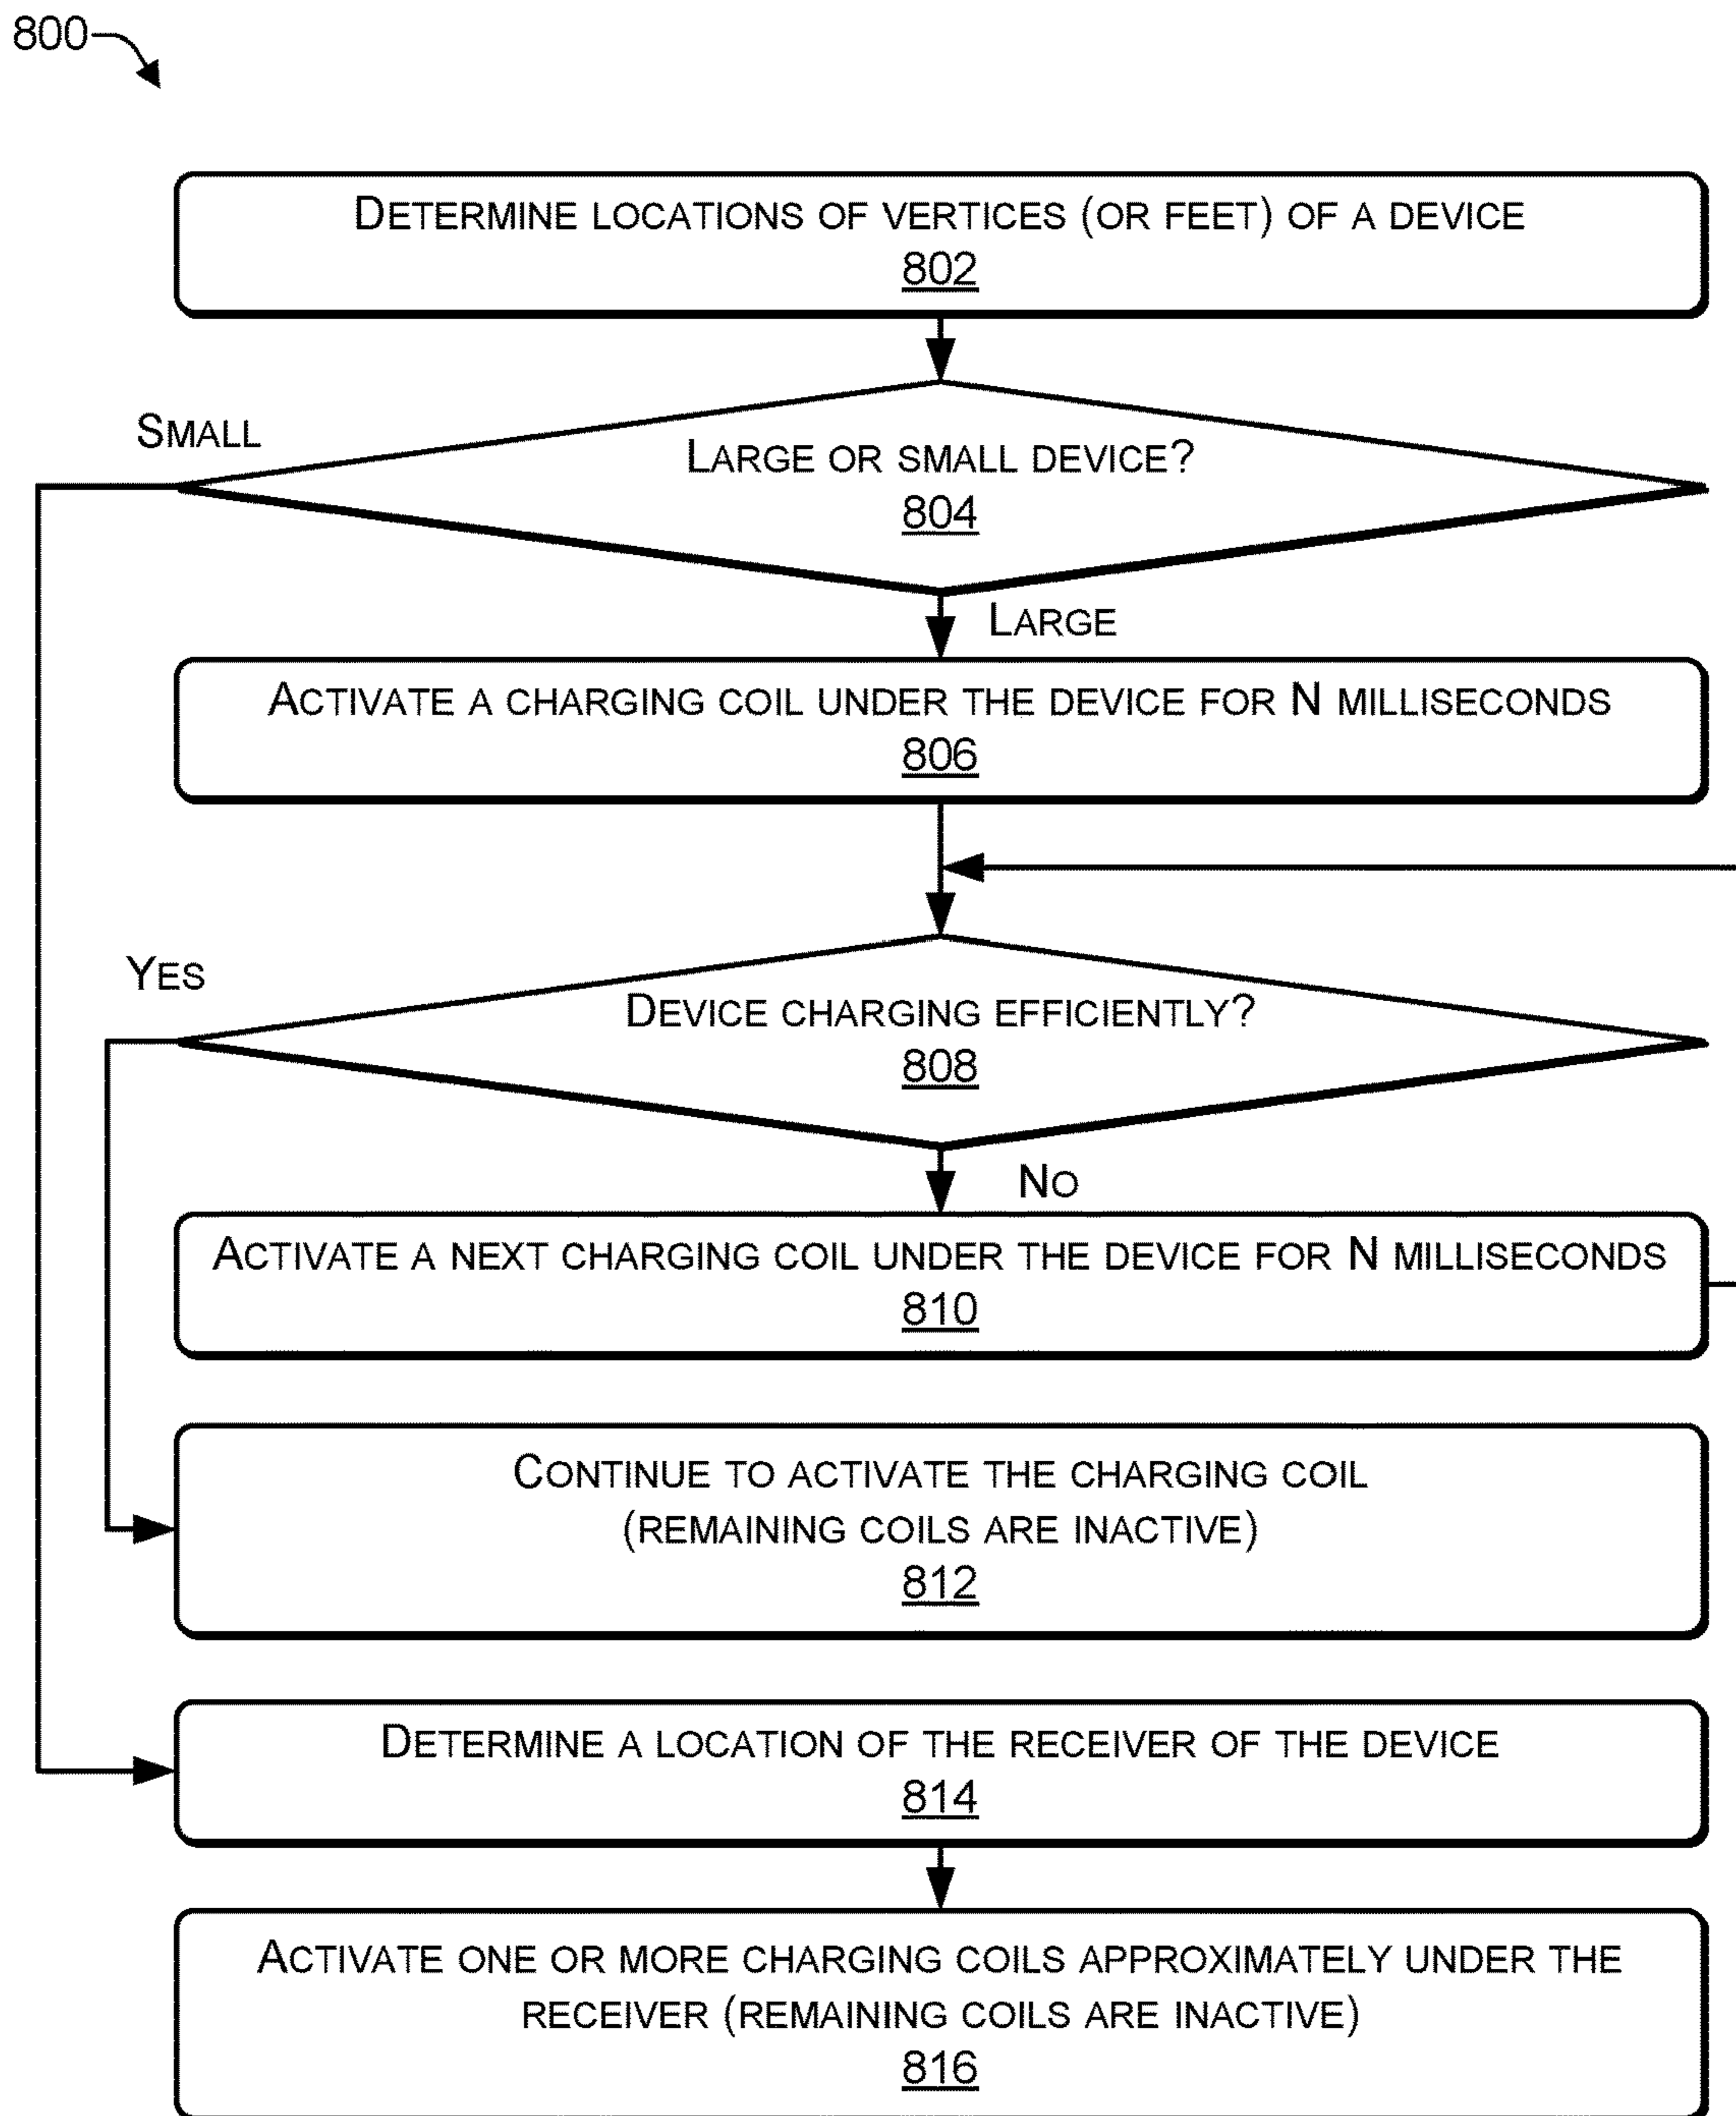 800
DETERMINE LOCATIONS OF VERTICES (OR FEET) OF A DEVICE
802
SMALL
LARGE OR SMALL DEVICE?
804
LARGE
ACTIVATE A CHARGING COIL UNDER THE DEVICE FOR N MILLISECONDS
806
YES
DEVICE CHARGING EFFICIENTLY?
808
NO
ACTIVATE A NEXT CHARGING COIL UNDER THE DEVICE FOR N MILLISECONDS
810
CONTINUE TO ACTIVATE THE CHARGING COIL
(REMAINING COILS ARE INACTIVE)
812
DETERMINE A LOCATION OF THE RECEIVER OF THE DEVICE
814
ACTIVATE ONE OR MORE CHARGING COILS APPROXIMATELY UNDER THE
RECEIVER (REMAINING COILS ARE INACTIVE)
816